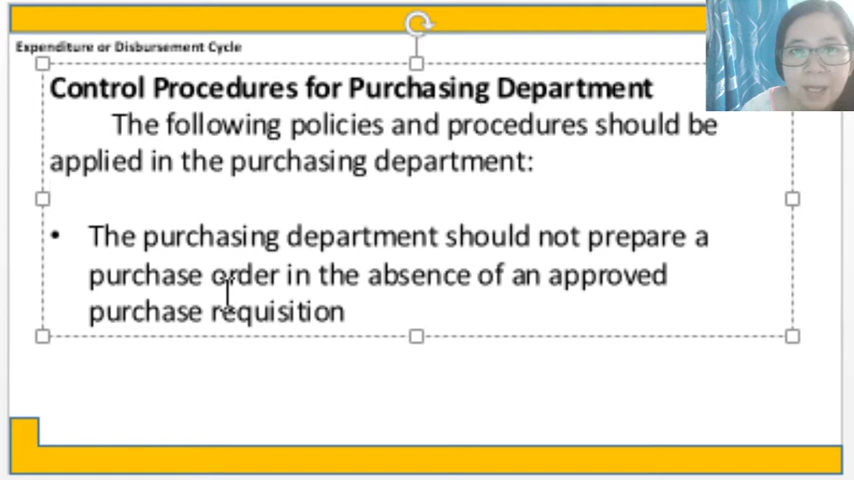 Expenditure or Disbursement Cycle
Control Procedures for Purchasing Department
The following policies and procedures should be
applied in the purchasing department:
• The purchasing department should not prepare a
purchase order in the absence of an approved
purchase requisition